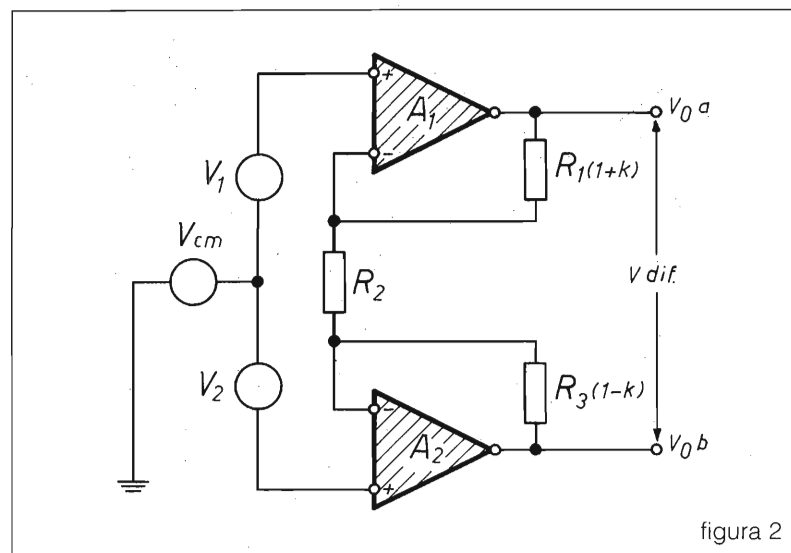 +
A1
-
V0 a
R1(1+k)
V1
Vcm
R2
V dif.
V2
-
R3(1-k)
A2
V0 b
+
figura 2